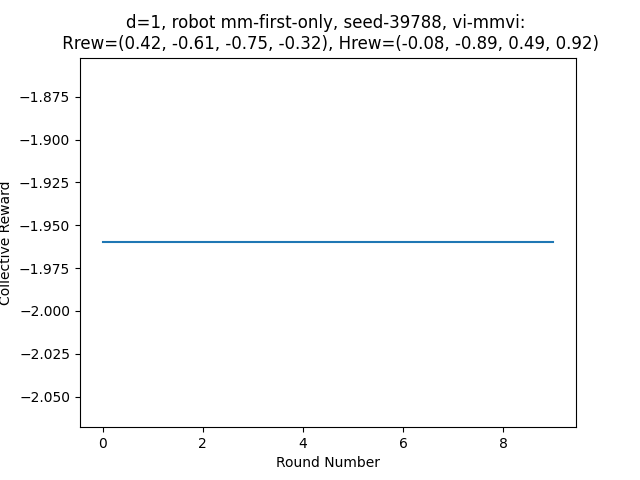 d=1, robot mm-first-only, seed-39788, vi-mmvi:
Rrew=(0.42, -0.61, -0.75, -0.32), Hrew=(-0.08, -0.89, 0.49, 0.92)
−1.875
−1.900
−1.925
−1.950
−1.975
−2.000
−2.025
−2.050
Collective Reward
0 2 4 6 8
Round Number